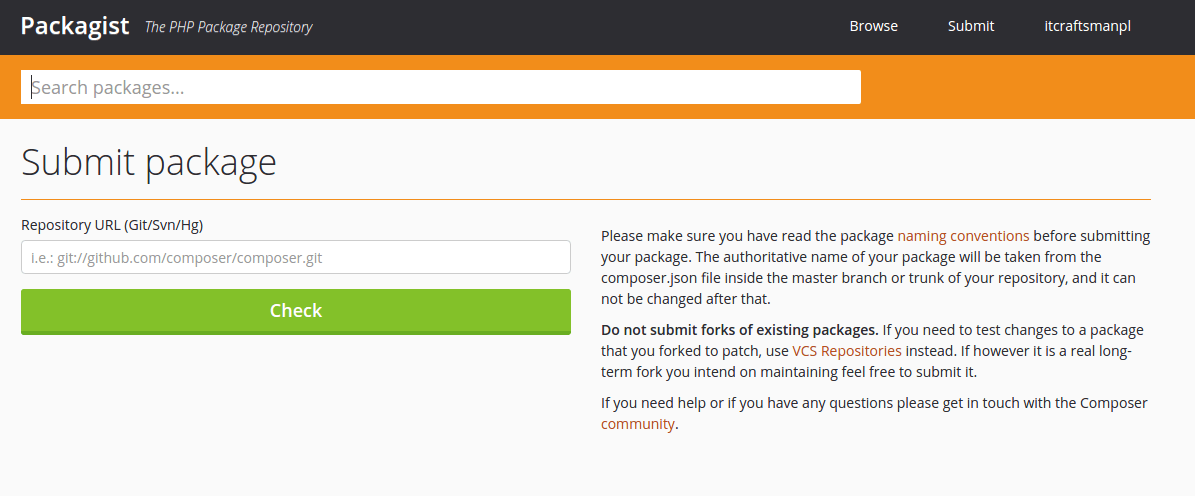 Packagist The PHP Package Repository Browse Submit itcraftsmanpl
Search packages...
Submit package
Repository URL (Git/Svn/Hg)
i.e.: git://github.com/composer/composer.git
Check
Please make sure you have read the package naming conventions before submitting
your package. The authoritative name of your package will be taken from the
composer.json file inside the master branch or trunk of your repository, and it can
not be changed after that.
Do not submit forks of existing packages. If you need to test changes to a package
that you forked to patch, use VCS Repositories instead. If however it is a real long-
term fork you intend on maintaining feel free to submit it.
If you need help or if you have any questions please get in touch with the Composer
community.